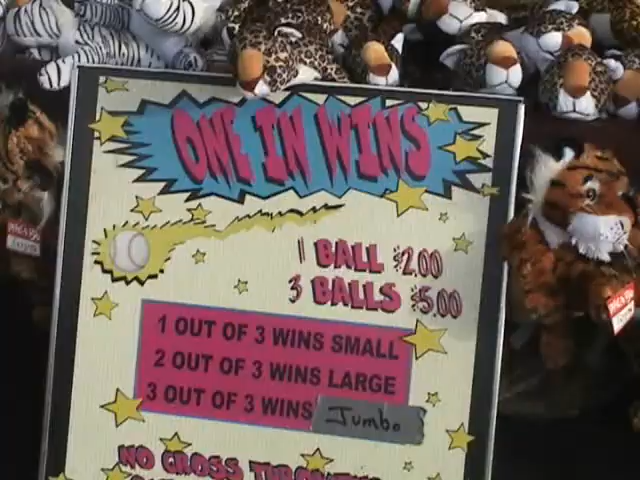 ONE IN WINS
1 BALL $2.00
3 BALLS $5.00
1 OUT OF 3 WINS SMALL
2 OUT OF 3 WINS LARGE
3 OUT OF 3 WINS Jumbo
NO CROSS THROWING